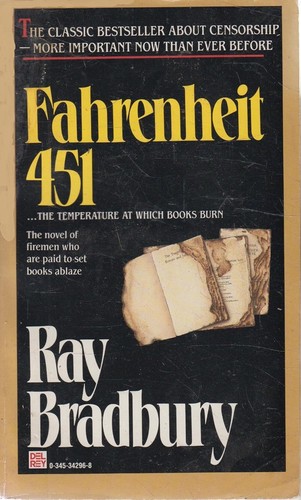 THE CLASSIC BESTSELLER ABOUT CENSORSHIP
— MORE IMPORTANT NOW THAN EVER BEFORE
Fahrenheit
451
...THE TEMPERATURE AT WHICH BOOKS BURN
The novel of
firemen who
are paid to set
books ablaze
Ray
Bradbury
DEL
REY
0-345-34296-8